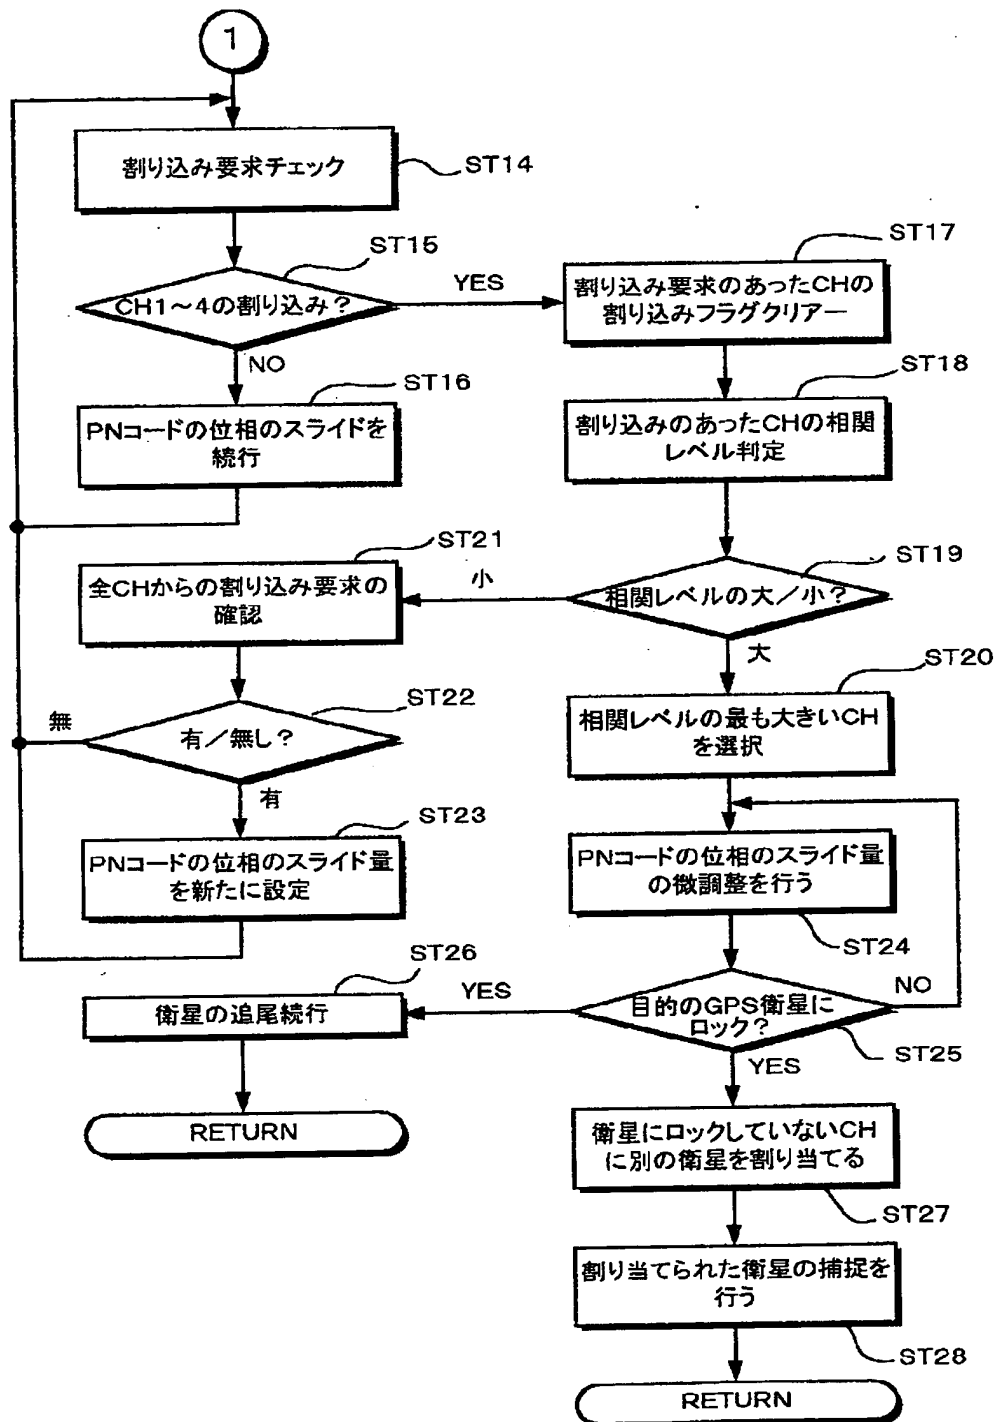 1
割り込み要求チェック
ST14
ST15
CH1～4の割り込み？
YES
NO
ST17
割り込み要求のあったCHの
割り込みフラグクリアー
ST16
PNコードの位相のスライドを
続行
ST18
割り込みのあったCHの相関
レベル判定
ST21
全CHからの割り込み要求の
確認
小
ST19
相関レベルの大／小？
大
ST20
相関レベルの最も大きいCH
を選択
ST22
無
有／無し？
有
ST23
PNコードの位相のスライド量
を新たに設定
PNコードの位相のスライド量
の微調整を行う
ST24
ST26
衛星の追尾続行
YES
目的のGPS衛星に
ロック？
NO
ST25
YES
RETURN
衛星にロックしていないCH
に別の衛星を割り当てる
ST27
割り当てられた衛星の捕捉を
行う
ST28
RETURN